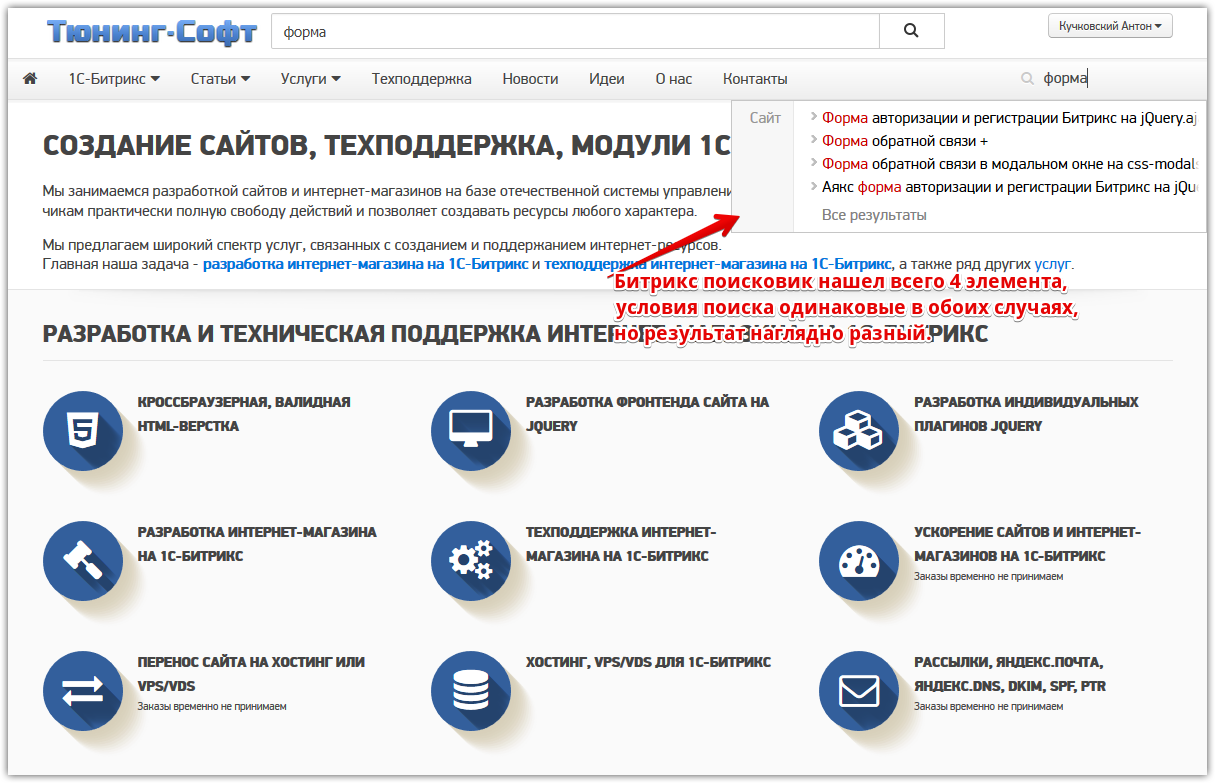 Тюнинг-Софт
форма
Кучковский Антон
1С-Битрикс
Статьи
Услуги
Техподдержка
Новости
Идеи
О нас
Контакты
форма
Сайт
Форма авторизации и регистрации Битрикс на jQuery.aj
Форма обратной связи +
Форма обратной связи в модальном окне на css-modal
Аякс форма авторизации и регистрации Битрикс на jQu
Все результаты
СОЗДАНИЕ САЙТОВ, ТЕХПОДДЕРЖКА, МОДУЛИ 1С
Мы занимаемся разработкой сайтов и интернет-магазинов на базе отечественной системы управлени
чикам практически полную свободу действий и позволяет создавать ресурсы любого характера.
Мы предлагаем широкий спектр услуг, связанных с созданием и поддержанием интернет-ресурсов.
Главная наша задача - разработка интернет-магазина на 1С-Битрикс и техподдержка интернет-магазина на 1С-Битрикс, а также ряд других услуг.
Битрикс поисковик нашел всего 4 элемента,
условия поиска одинаковые в обоих случаях,
но результат наглядно разный.
РАЗРАБОТКА И ТЕХНИЧЕСКАЯ ПОДДЕРЖКА ИНТЕРНЕТ-МАГАЗИНА НА 1С-БИТРИКС
КРОССБРАУЗЕРНАЯ, ВАЛИДНАЯ
HTML-ВЕРСТКА
РАЗРАБОТКА ФРОНТЕНДА САЙТА НА
JQUERY
РАЗРАБОТКА ИНДИВИДУАЛЬНЫХ
ПЛАГИНОВ JQUERY
РАЗРАБОТКА ИНТЕРНЕТ-МАГАЗИНА
НА 1С-БИТРИКС
ТЕХПОДДЕРЖКА ИНТЕРНЕТ-
МАГАЗИНА НА 1С-БИТРИКС
УСКОРЕНИЕ САЙТОВ И ИНТЕРНЕТ-
МАГАЗИНОВ НА 1С-БИТРИКС
Заказы временно не принимаем
ПЕРЕНОС САЙТА НА ХОСТИНГ ИЛИ
VPS/VDS
Заказы временно не принимаем
ХОСТИНГ, VPS/VDS ДЛЯ 1С-БИТРИКС
РАССЫЛКИ, ЯНДЕКС.ПОЧТА,
ЯНДЕКС.DNS, DKIM, SPF, PTR
Заказы временно не принимаем